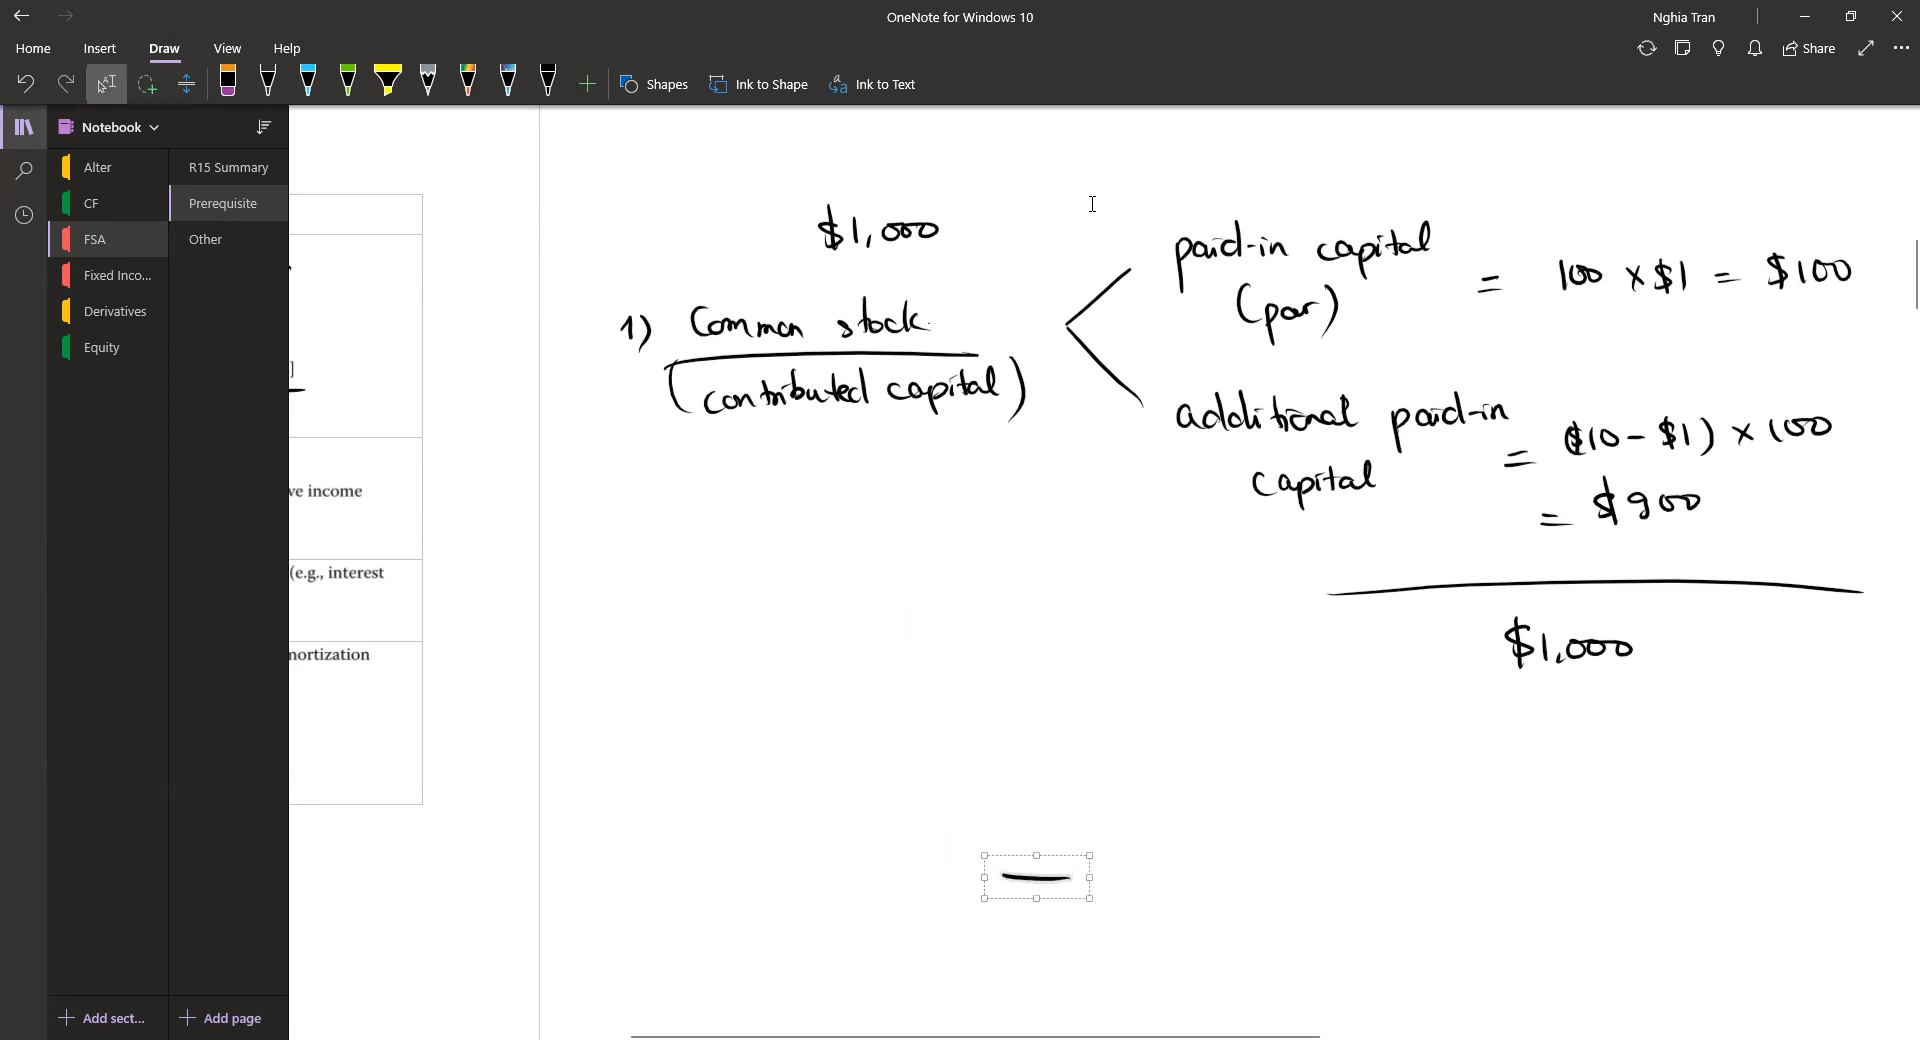 OneNote for Windows 10
Nghia Tran
Home Insert Draw View Help
Share
Shapes Ink to Shape Ink to Text
Notebook
Alter
CF
FSA
Fixed Inco...
Derivatives
Equity
R15 Summary
Prerequisite
Other
]
ve income
(e.g., interest
mortization
$1,000
1) Common stock
(contributed capital)
paid-in capital
(par)
= 100 x $1 = $100
additional paid-in
capital
= ($10 - $1) x 100
= $900
$1,000
Add sect...
Add page